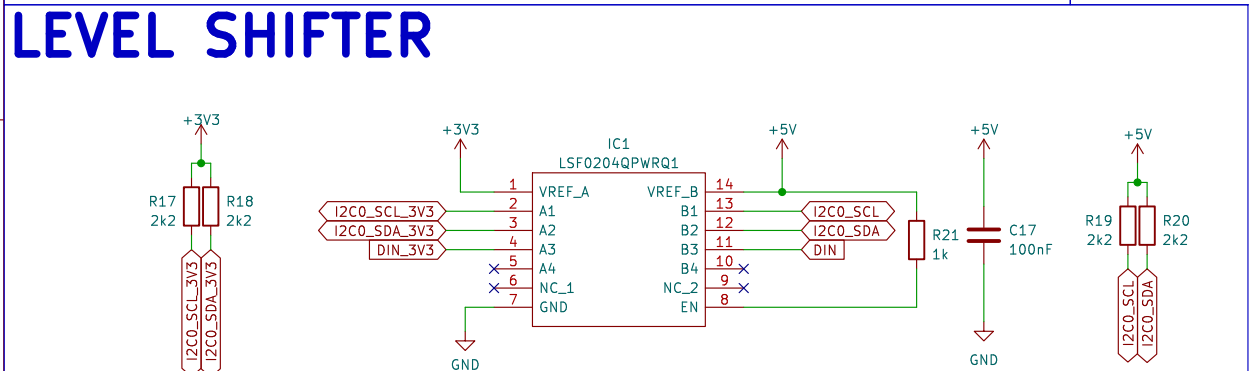 LEVEL SHIFTER
+3V3
R17
2k2
R18
2k2
I2C0_SCL_3V3
I2C0_SDA_3V3
+3V3
IC1
LSF0204QPWRQ1
I2C0_SCL_3V3
I2C0_SDA_3V3
DIN_3V3
1
2
3
4
5
6
7
VREF_A
A1
A2
A3
A4
NC_1
GND
VREF_B
B1
B2
B3
B4
NC_2
EN
14
13
12
11
10
9
8
GND
+5V
I2C0_SCL
I2C0_SDA
DIN
R21
1k
+5V
C17
100nF
GND
+5V
R19
2k2
R20
2k2
I2C0_SCL
I2C0_SDA